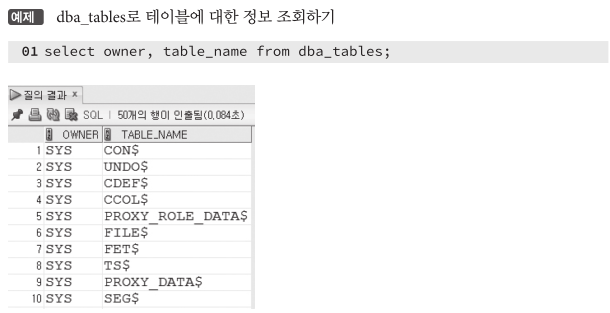 예제 dba_tables로 테이블에 대한 정보 조회하기
01 select owner, table_name from dba_tables;
질의 결과 x
SQL | 50개의 행이 인출됨(0,084초)
OWNER TABLE_NAME
1 SYS CON$
2 SYS UNDO$
3 SYS CDEF$
4 SYS CCOL$
5 SYS PROXY_ROLE_DATA$
6 SYS FILE$
7 SYS FET$
8 SYS TS$
9 SYS PROXY_DATA$
10 SYS SEG$